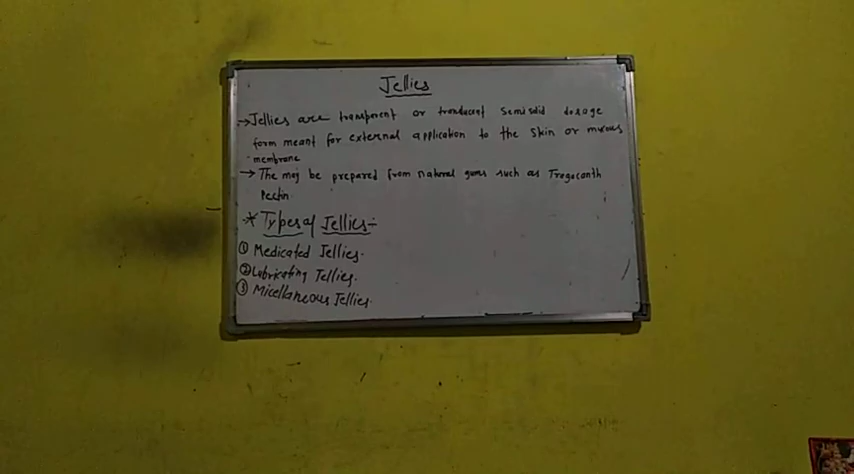 Jellies
→ Jellies are transparent or tranducent semisolid dosage
form meant for external application to the skin or mucous
membrane
→ The may be prepared from natural gums such as Tragacanth
Pectin
* Types of Jellies:-
① Medicated Jellies.
② Lubricating Jellies.
③ Micellaneous Jellies.